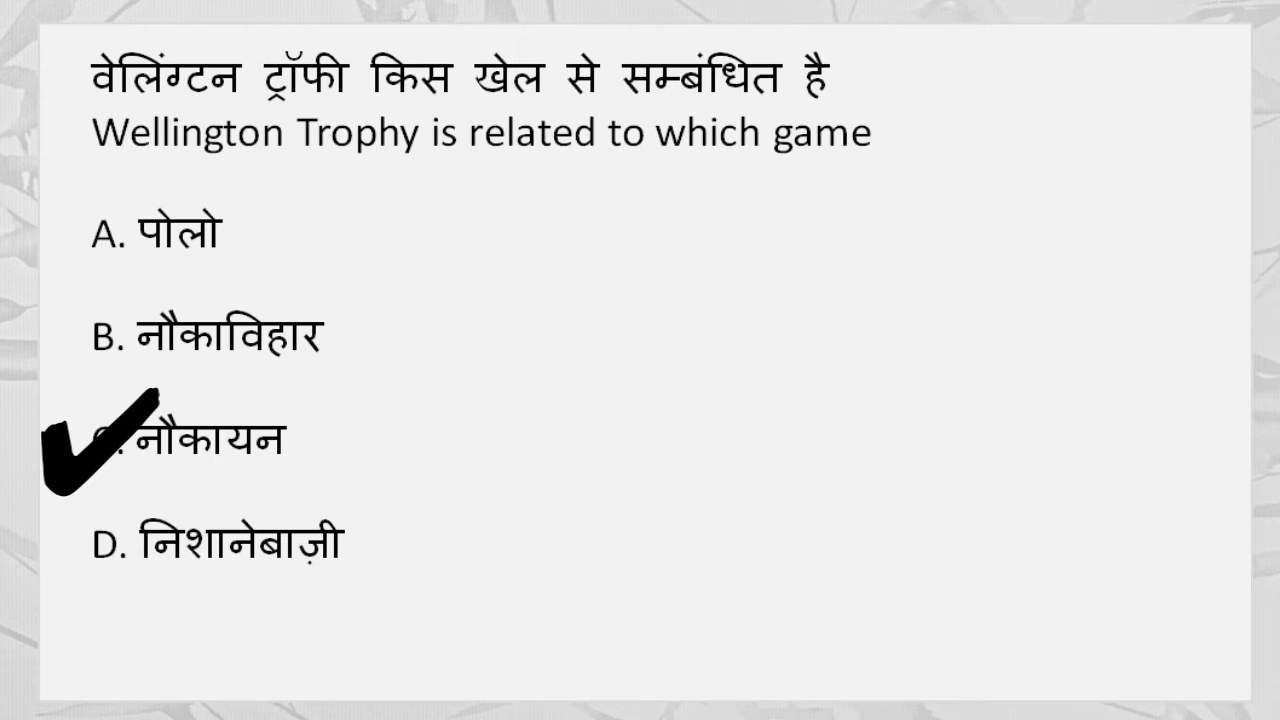 वेलिंग्टन ट्रॉफी किस खेल से सम्बंधित है
Wellington Trophy is related to which game
A. पोलो
B. नौकाविहार
C. नौकायन
D. निशानेबाज़ी